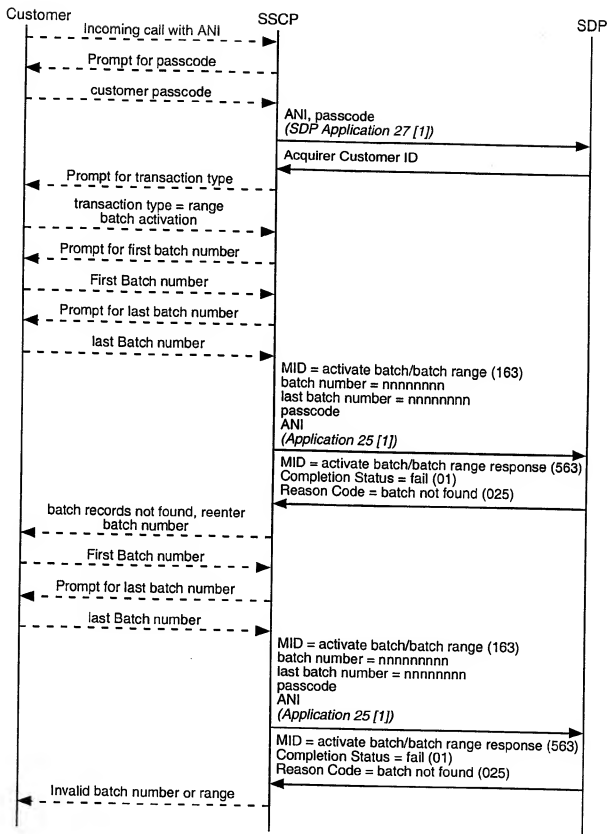 Customer
SSCP
SDP
Incoming call with ANI
Prompt for passcode
customer passcode
ANI, passcode
(SDP Application 27 [1])
Acquirer Customer ID
Prompt for transaction type
transaction type = range
batch activation
Prompt for first batch number
First Batch number
Prompt for last batch number
last Batch number
MID = activate batch/batch range (163)
batch number = nnnnnnnn
last batch number = nnnnnnnn
passcode
ANI
(Application 25 [1])
MID = activate batch/batch range response (563)
Completion Status = fail (01)
Reason Code = batch not found (025)
batch records not found, reenter
batch number
First Batch number
Prompt for last batch number
last Batch number
MID = activate batch/batch range (163)
batch number = nnnnnnnnn
last batch number = nnnnnnnn
passcode
ANI
(Application 25 [1])
MID = activate batch/batch range response (563)
Completion Status = fail (01)
Reason Code = batch not found (025)
Invalid batch number or range